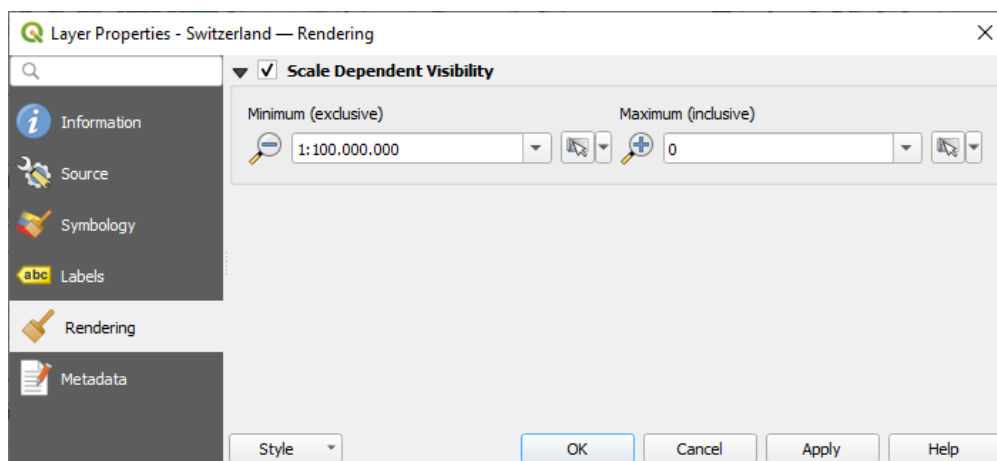 Layer Properties - Switzerland — Rendering
Scale Dependent Visibility
Information
Source
Symbology
abc Labels
Rendering
Metadata
Minimum (exclusive)
Maximum (inclusive)
1:100.000.000
0
Style
OK
Cancel
Apply
Help